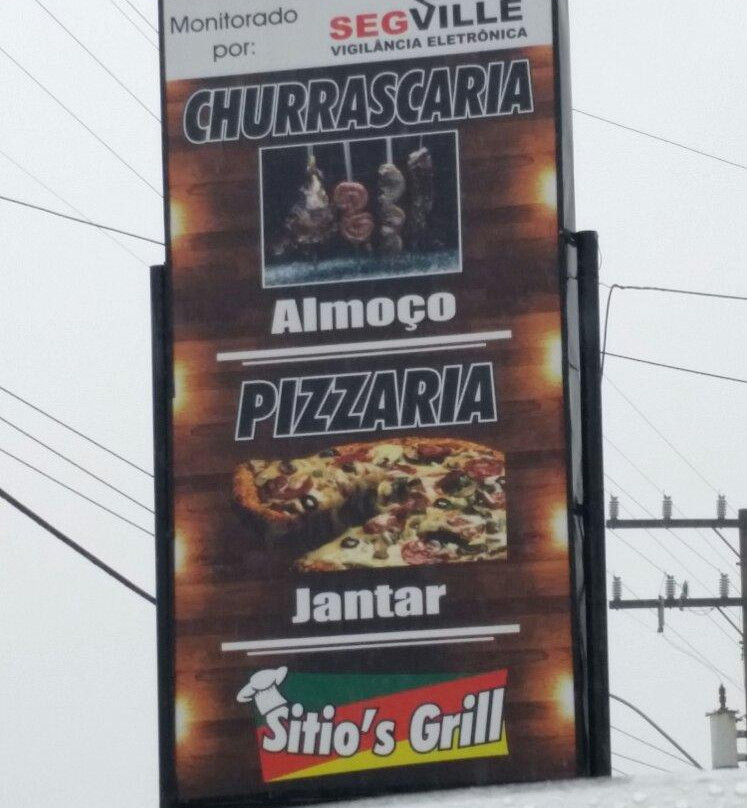 Monitorado
por:
SEGVILLE
VIGILÂNCIA ELETRÔNICA
CHURRASCARIA
Almoço
PIZZARIA
Jantar
Sitio's Grill